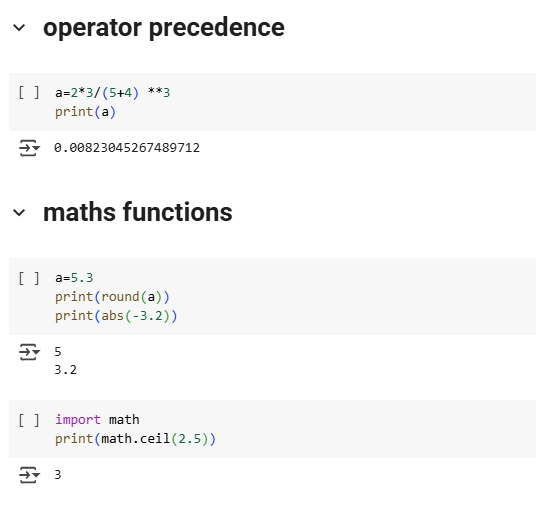 operator precedence
[ ] a=2*3/(5+4) **3
print(a)
0.00823045267489712
maths functions
[ ] a=5.3
print(round(a))
print(abs(-3.2))
5
3.2
[ ] import math
print(math.ceil(2.5))
3